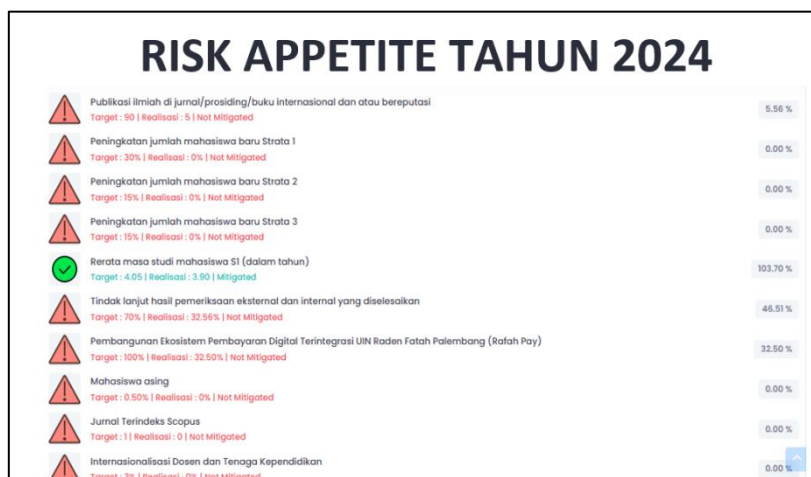 RISK APPETITE TAHUN 2024
Publikasi ilmiah di jurnal/prosiding/buku internasional dan atau bereputasi
Target : 90 | Realisasi : 5 | Not Mitigated
5.56 %
Peningkatan jumlah mahasiswa baru Strata 1
Target : 30% | Realisasi : 0% | Not Mitigated
0.00 %
Peningkatan jumlah mahasiswa baru Strata 2
Target : 15% | Realisasi : 0% | Not Mitigated
0.00 %
Peningkatan jumlah mahasiswa baru Strata 3
Target : 15% | Realisasi : 0% | Not Mitigated
0.00 %
Rerata masa studi mahasiswa S1 (dalam tahun)
Target : 4.05 | Realisasi : 3.90 | Mitigated
103.70 %
Tindak lanjut hasil pemeriksaan eksternal dan internal yang diselesaikan
Target : 70% | Realisasi : 32.56% | Not Mitigated
46.51 %
Pembangunan Ekosistem Pembayaran Digital Terintegrasi UIN Raden Fatah Palembang (Rafah Pay)
Target : 100% | Realisasi : 32.50% | Not Mitigated
32.50 %
Mahasiswa asing
Target : 0.50% | Realisasi : 0% | Not Mitigated
0.00 %
Jurnal Terindeks Scopus
Target : 1 | Realisasi : 0 | Not Mitigated
0.00 %
Internasionalisasi Dosen dan Tenaga Kependidikan
Target : 3% | Realisasi : 0% | Not Mitigated
0.00 %